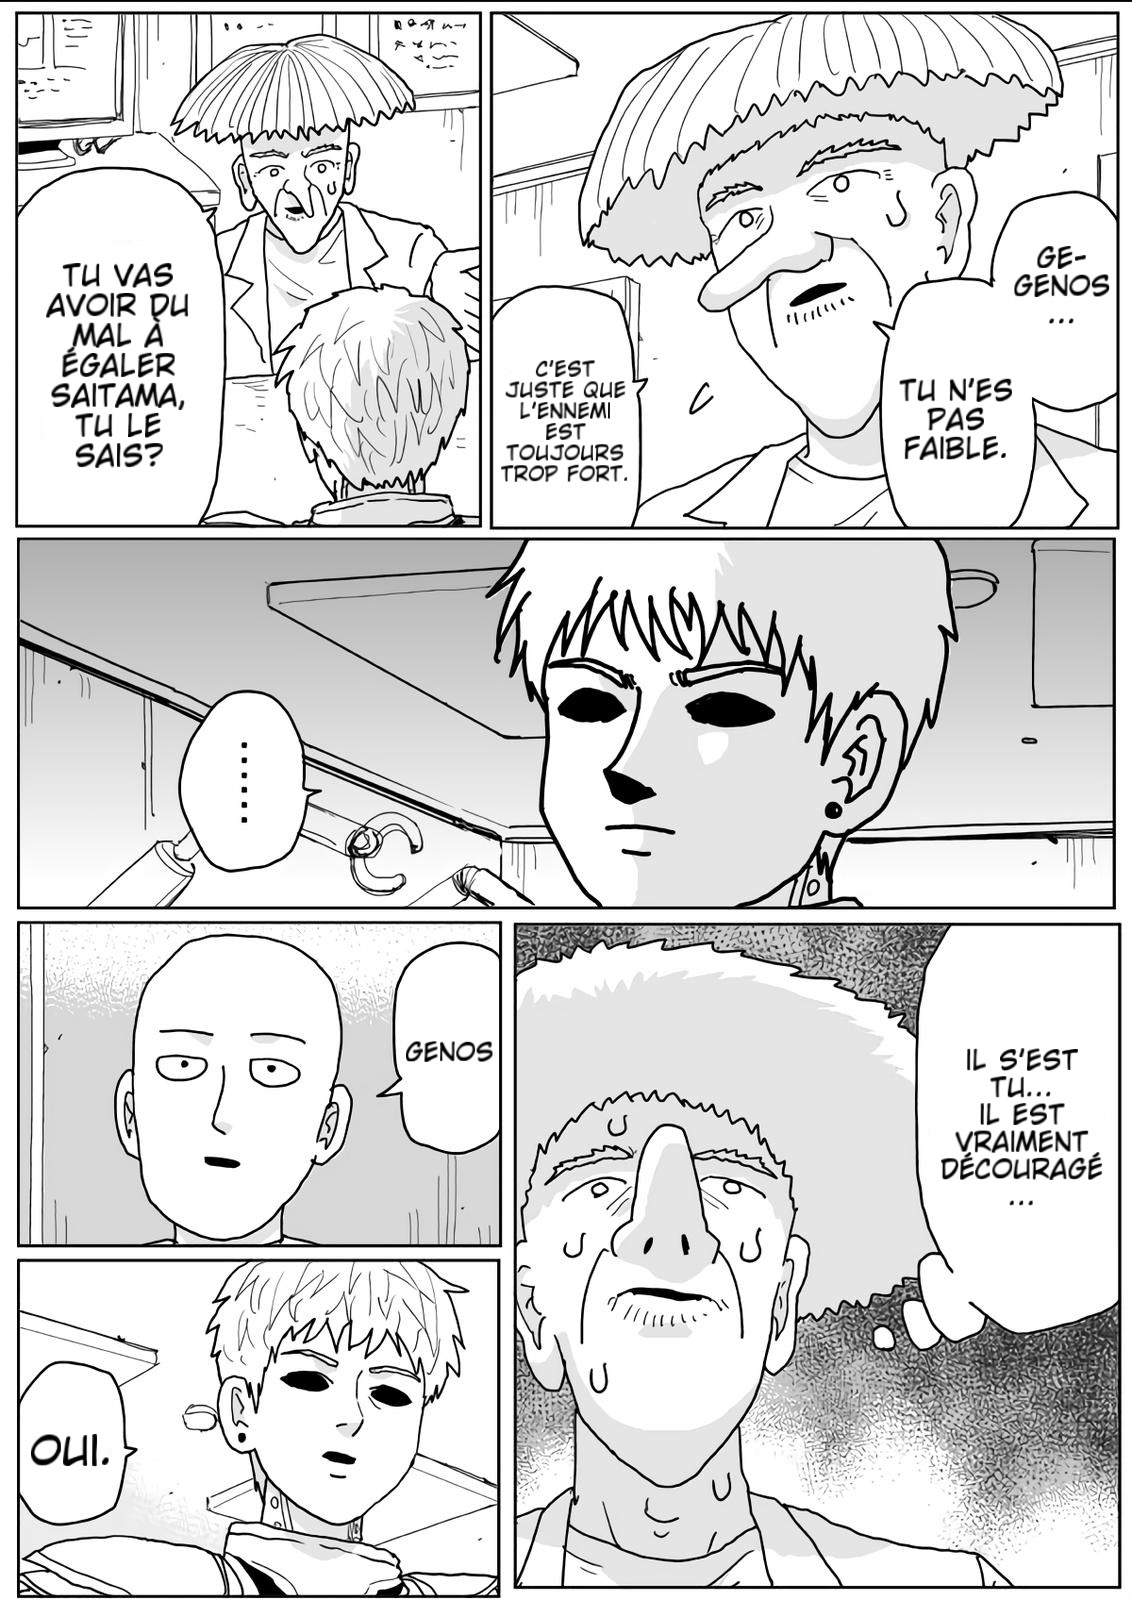 GE-
GENOS
...
TU N'ES
PAS
FAIBLE.
C'EST
JUSTE QUE
L'ENNEMI
EST
TOUJOURS
TROP FORT.
TU VAS
AVOIR DU
MAL À
ÉGALER
SAITAMA,
TU LE
SAIS?
......
IL S'EST
TU...
IL EST
VRAIMENT
DÉCOURAGÉ
...
GENOS
OUI.